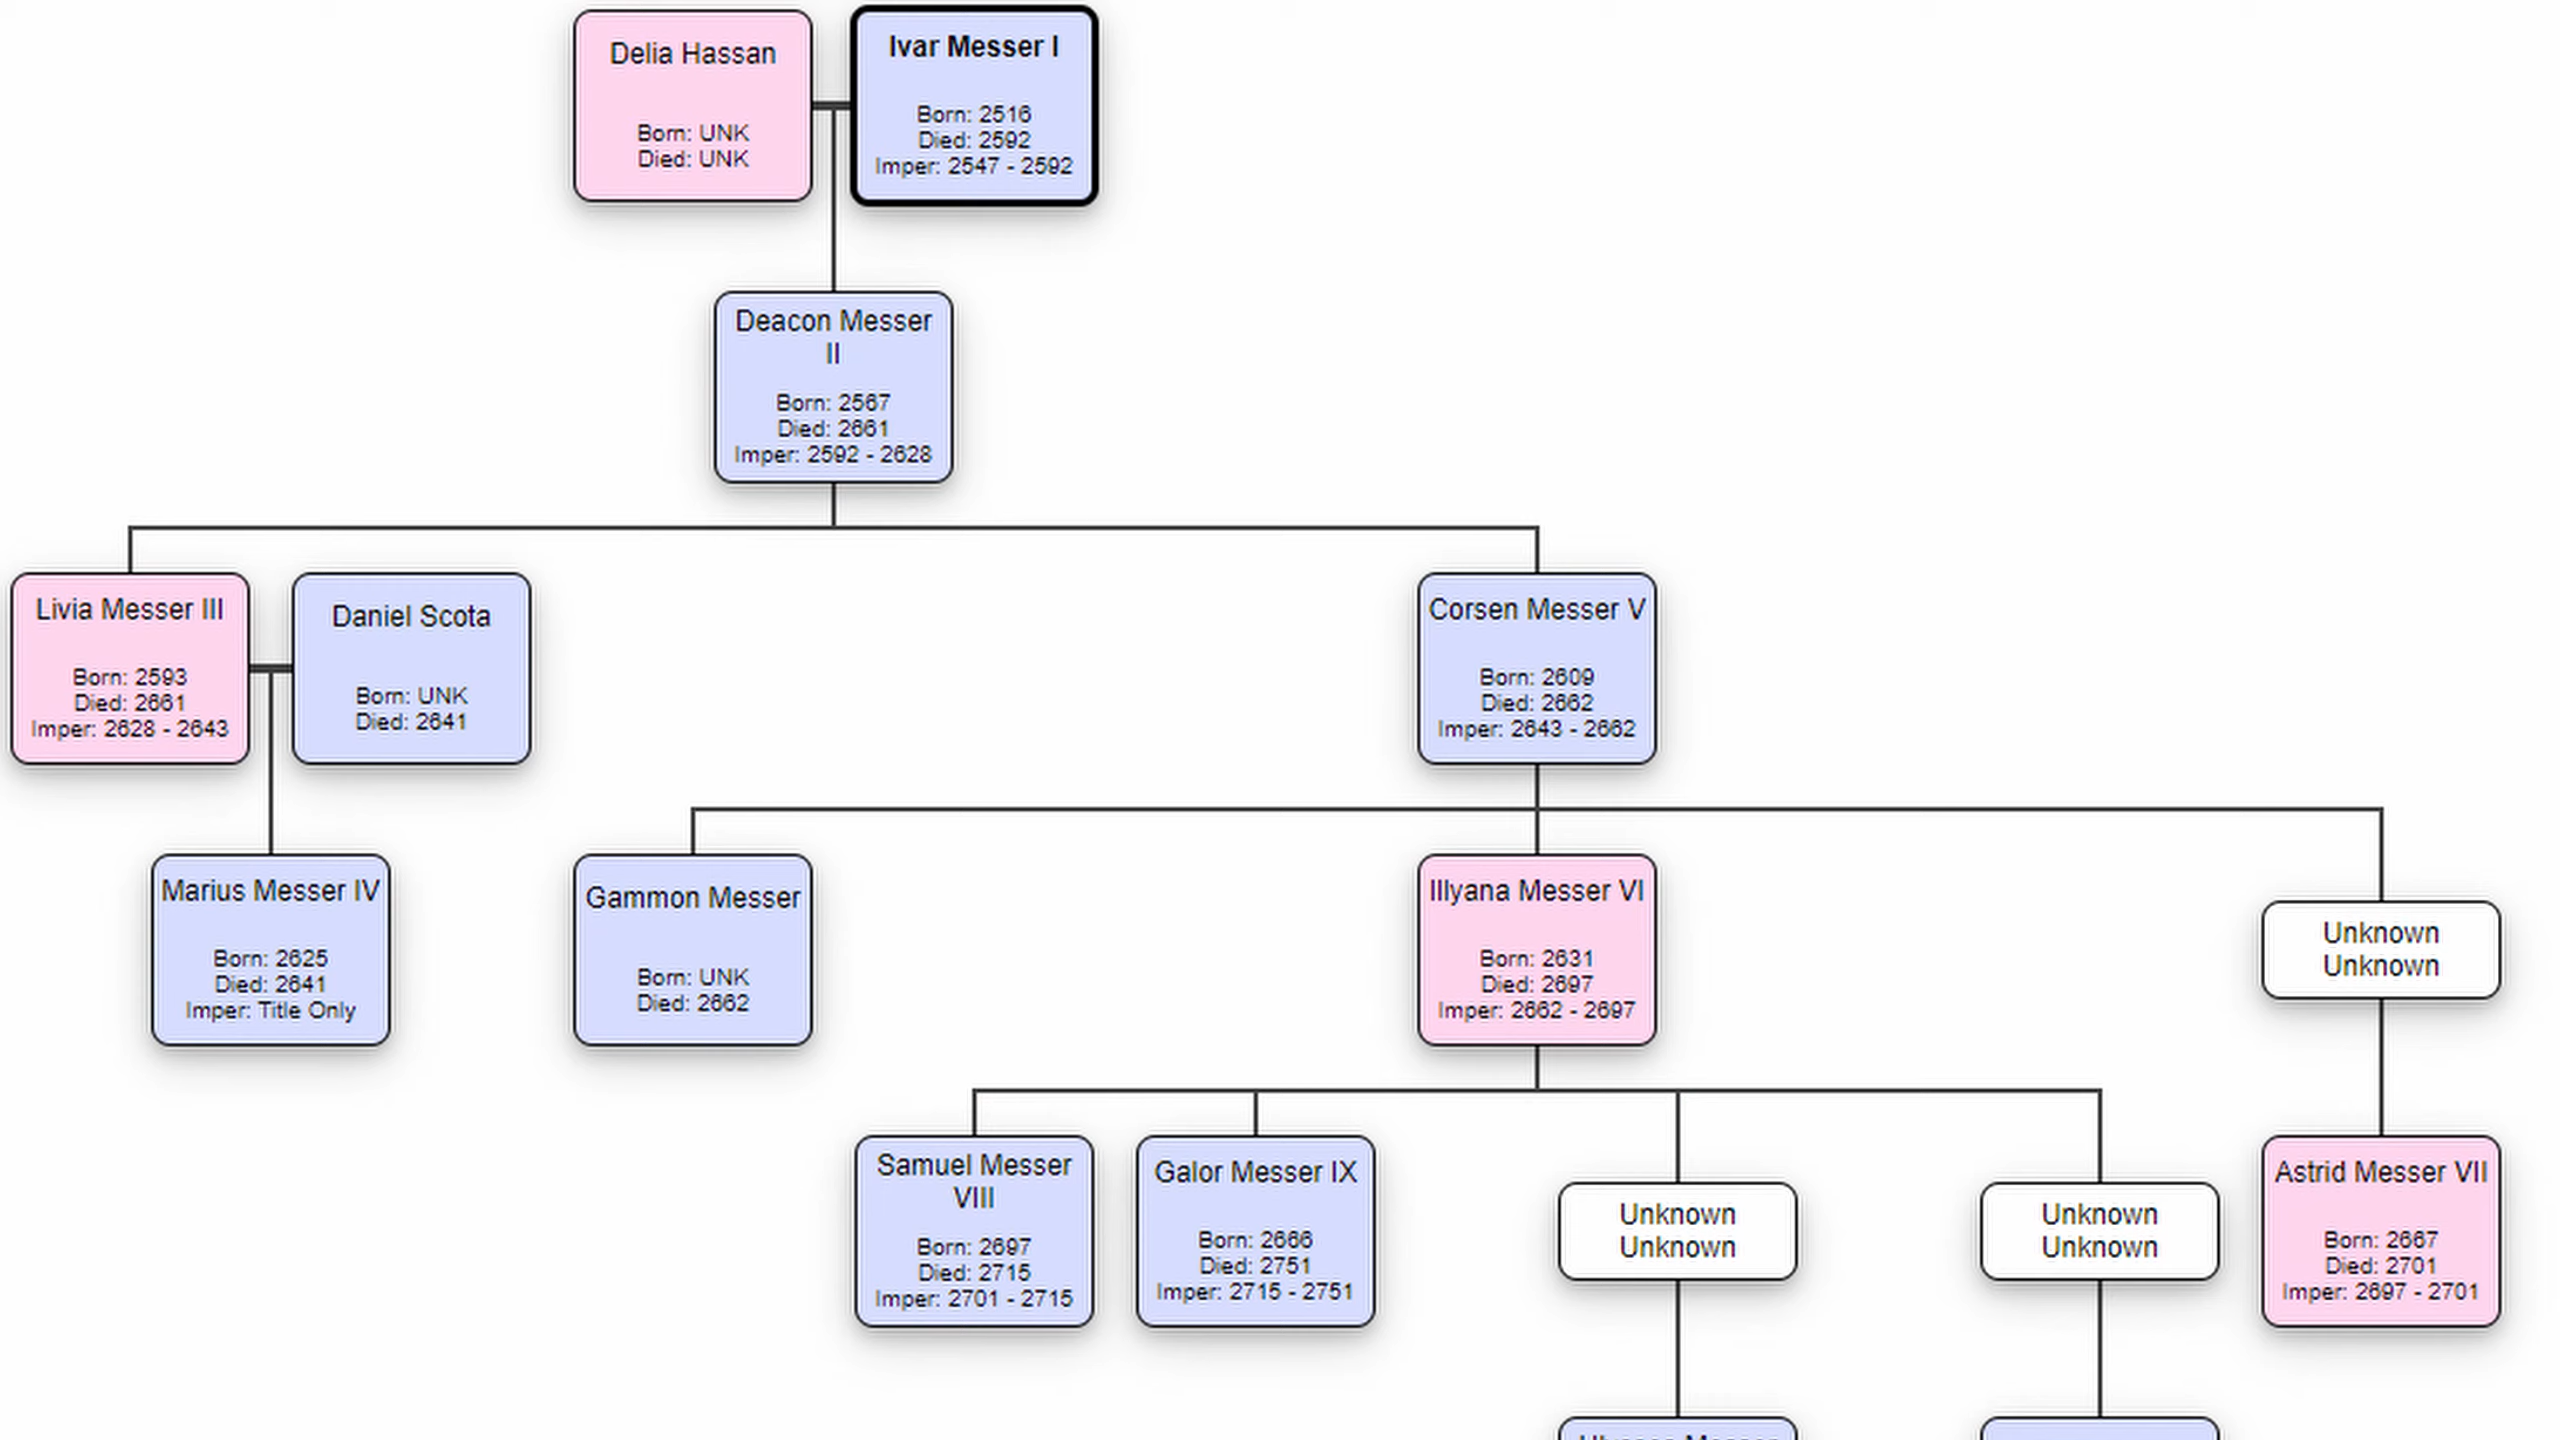 Delia Hassan
Born: UNK
Died: UNK
Ivar Messer I
Born: 2516
Died: 2592
Imper: 2547 - 2592
Deacon Messer
II
Born: 2567
Died: 2661
Imper: 2592 - 2628
Livia Messer III
Born: 2593
Died: 2661
Imper: 2628 - 2643
Daniel Scota
Born: UNK
Died: 2641
Corsen Messer V
Born: 2609
Died: 2662
Imper: 2643 - 2662
Marius Messer IV
Born: 2625
Died: 2641
Imper: Title Only
Gammon Messer
Born: UNK
Died: 2662
Illyana Messer VI
Born: 2631
Died: 2697
Imper: 2662 - 2697
Unknown
Unknown
Samuel Messer
VIII
Born: 2697
Died: 2715
Imper: 2701 - 2715
Galor Messer IX
Born: 2666
Died: 2751
Imper: 2715 - 2751
Unknown
Unknown
Unknown
Unknown
Astrid Messer VII
Born: 2667
Died: 2701
Imper: 2697 - 2701